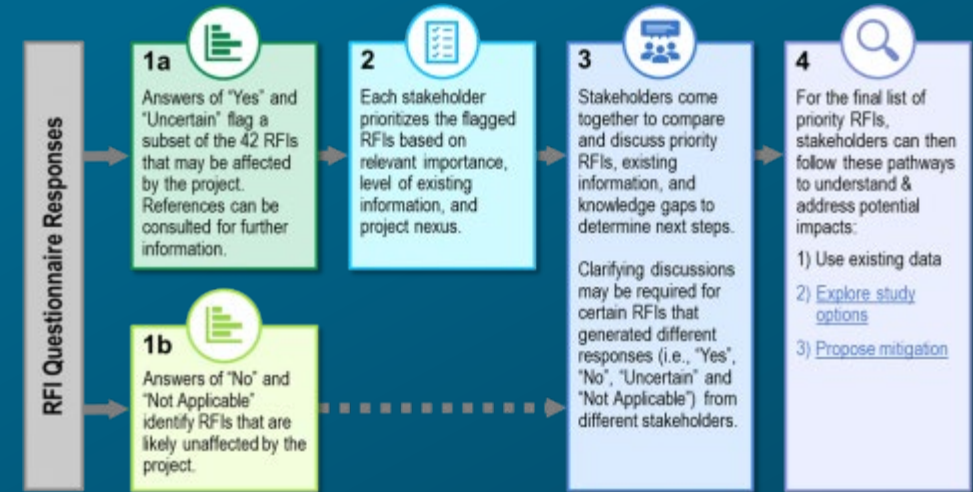 RFI Questionnaire Responses
1a
Answers of “Yes” and
“Uncertain” flag a
subset of the 42 RFIs
that may be affected
by the project.
References can be
consulted for further
information.
1b
Answers of “No” and
“Not Applicable”
identify RFIs that are
likely unaffected by the
project.
2
Each stakeholder
prioritizes the flagged
RFIs based on
relevant importance,
level of existing
information, and
project nexus.
3
Stakeholders come
together to compare
and discuss priority
RFIs, existing
information, and
knowledge gaps to
determine next steps.
Clarifying discussions
may be required for
certain RFIs that
generated different
responses (i.e., “Yes”,
“No”, “Uncertain” and
“Not Applicable”) from
different stakeholders.
4
For the final list of
priority RFIs,
stakeholders can then
follow these pathways
to understand &
address potential
impacts:
1) Use existing data
2) Explore study
options
3) Propose mitigation